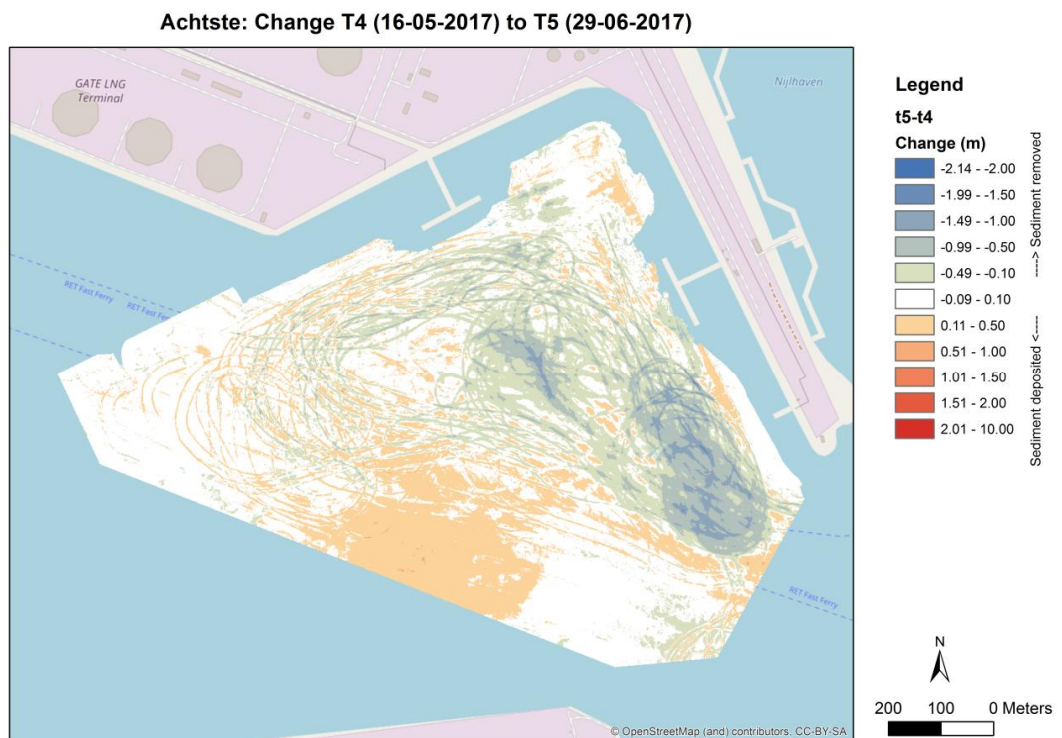 Achtste: Change T4 (16-05-2017) to T5 (29-06-2017)
GATE LNG
Terminal
Nijlhaven
RET Fast Ferry
RET Fast Ferry
RET Fast Ferry
© OpenStreetMap (and) contributors, CC-BY-SA
Legend
t5-t4
Change (m)
-2.14 - -2.00
-1.99 - -1.50
-1.49 - -1.00
-0.99 - -0.50
-0.49 - -0.10
-0.09 - 0.10
0.11 - 0.50
0.51 - 1.00
1.01 - 1.50
1.51 - 2.00
2.01 - 10.00
Sediment deposited <----
----> Sediment removed
N
200 100 0 Meters